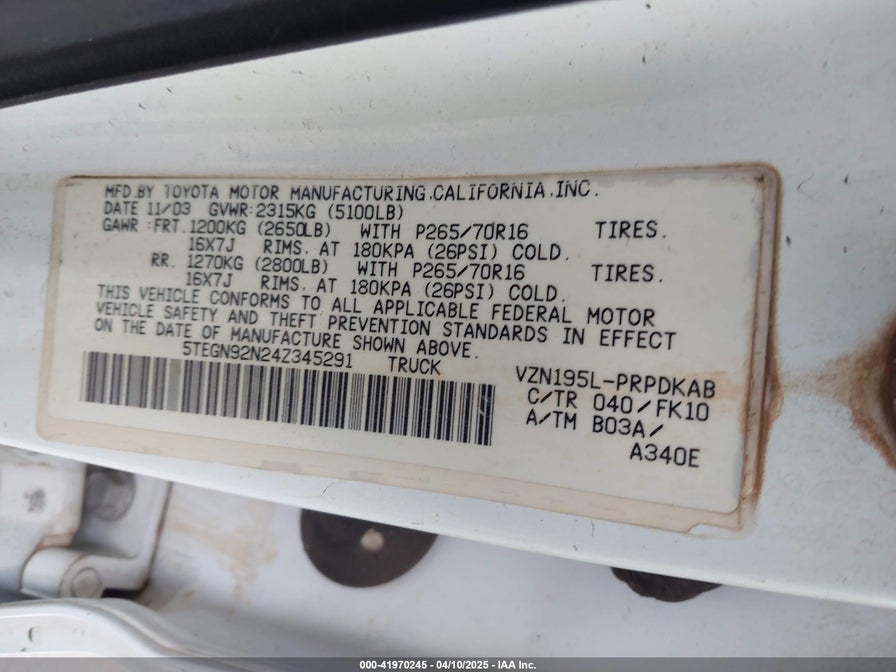 MFD.BY TOYOTA MOTOR MANUFACTURING,CALIFORNIA.INC.
DATE 11/03 GVWR:2315KG (5100LB)
GAWR:FRT.1200KG (2650LB) WITH P265/70R16 TIRES.
16X7J RIMS. AT 180KPA (26PSI) COLD.
RR. 1270KG (2800LB) WITH P265/70R16 TIRES.
16X7J RIMS. AT 180KPA (26PSI) COLD.
THIS VEHICLE CONFORMS TO ALL APPLICABLE FEDERAL MOTOR
VEHICLE SAFETY AND THEFT PREVENTION STANDARDS IN EFFECT
ON THE DATE OF MANUFACTURE SHOWN ABOVE.
5TEGN92N24Z345291 TRUCK
VZN195L-PRPDKAB
C/TR 040/FK10
A/TM B03A/
A340E
000-41970245 - 04/10/2025 - IAA Inc.